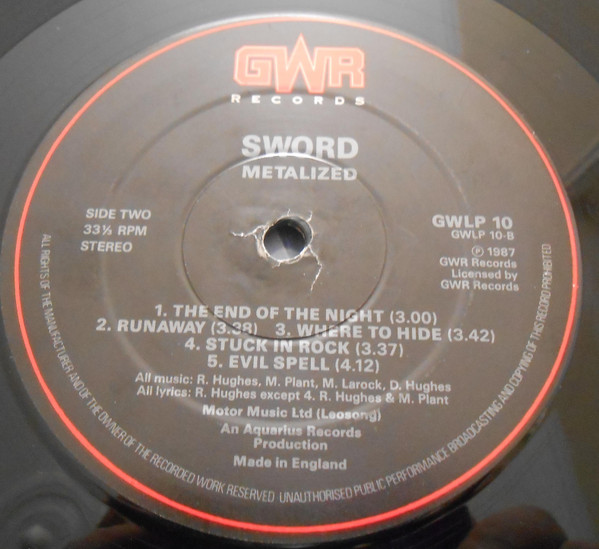 GWR
RECORDS
SWORD
METALIZED
SIDE TWO
33⅓ RPM
STEREO
GWLP 10
GWLP 10-B
℗ 1987
GWR Records
Licensed by
GWR Records
1. THE END OF THE NIGHT (3.00)
2. RUNAWAY (3.38) 3. WHERE TO HIDE (3.42)
4. STUCK IN ROCK (3.37)
5. EVIL SPELL (4.12)
All music: R. Hughes, M. Plant, M. Larock, D. Hughes
All lyrics: R. Hughes except 4. R. Hughes & M. Plant
Motor Music Ltd (Leosong)
An Aquarius Records
Production
Made in England
ALL RIGHTS OF THE MANUFACTURER AND OF THE OWNER OF THE RECORDED WORK RESERVED UNAUTHORISED PUBLIC PERFORMANCE BROADCASTING AND COPYING OF THIS RECORD PROHIBITED